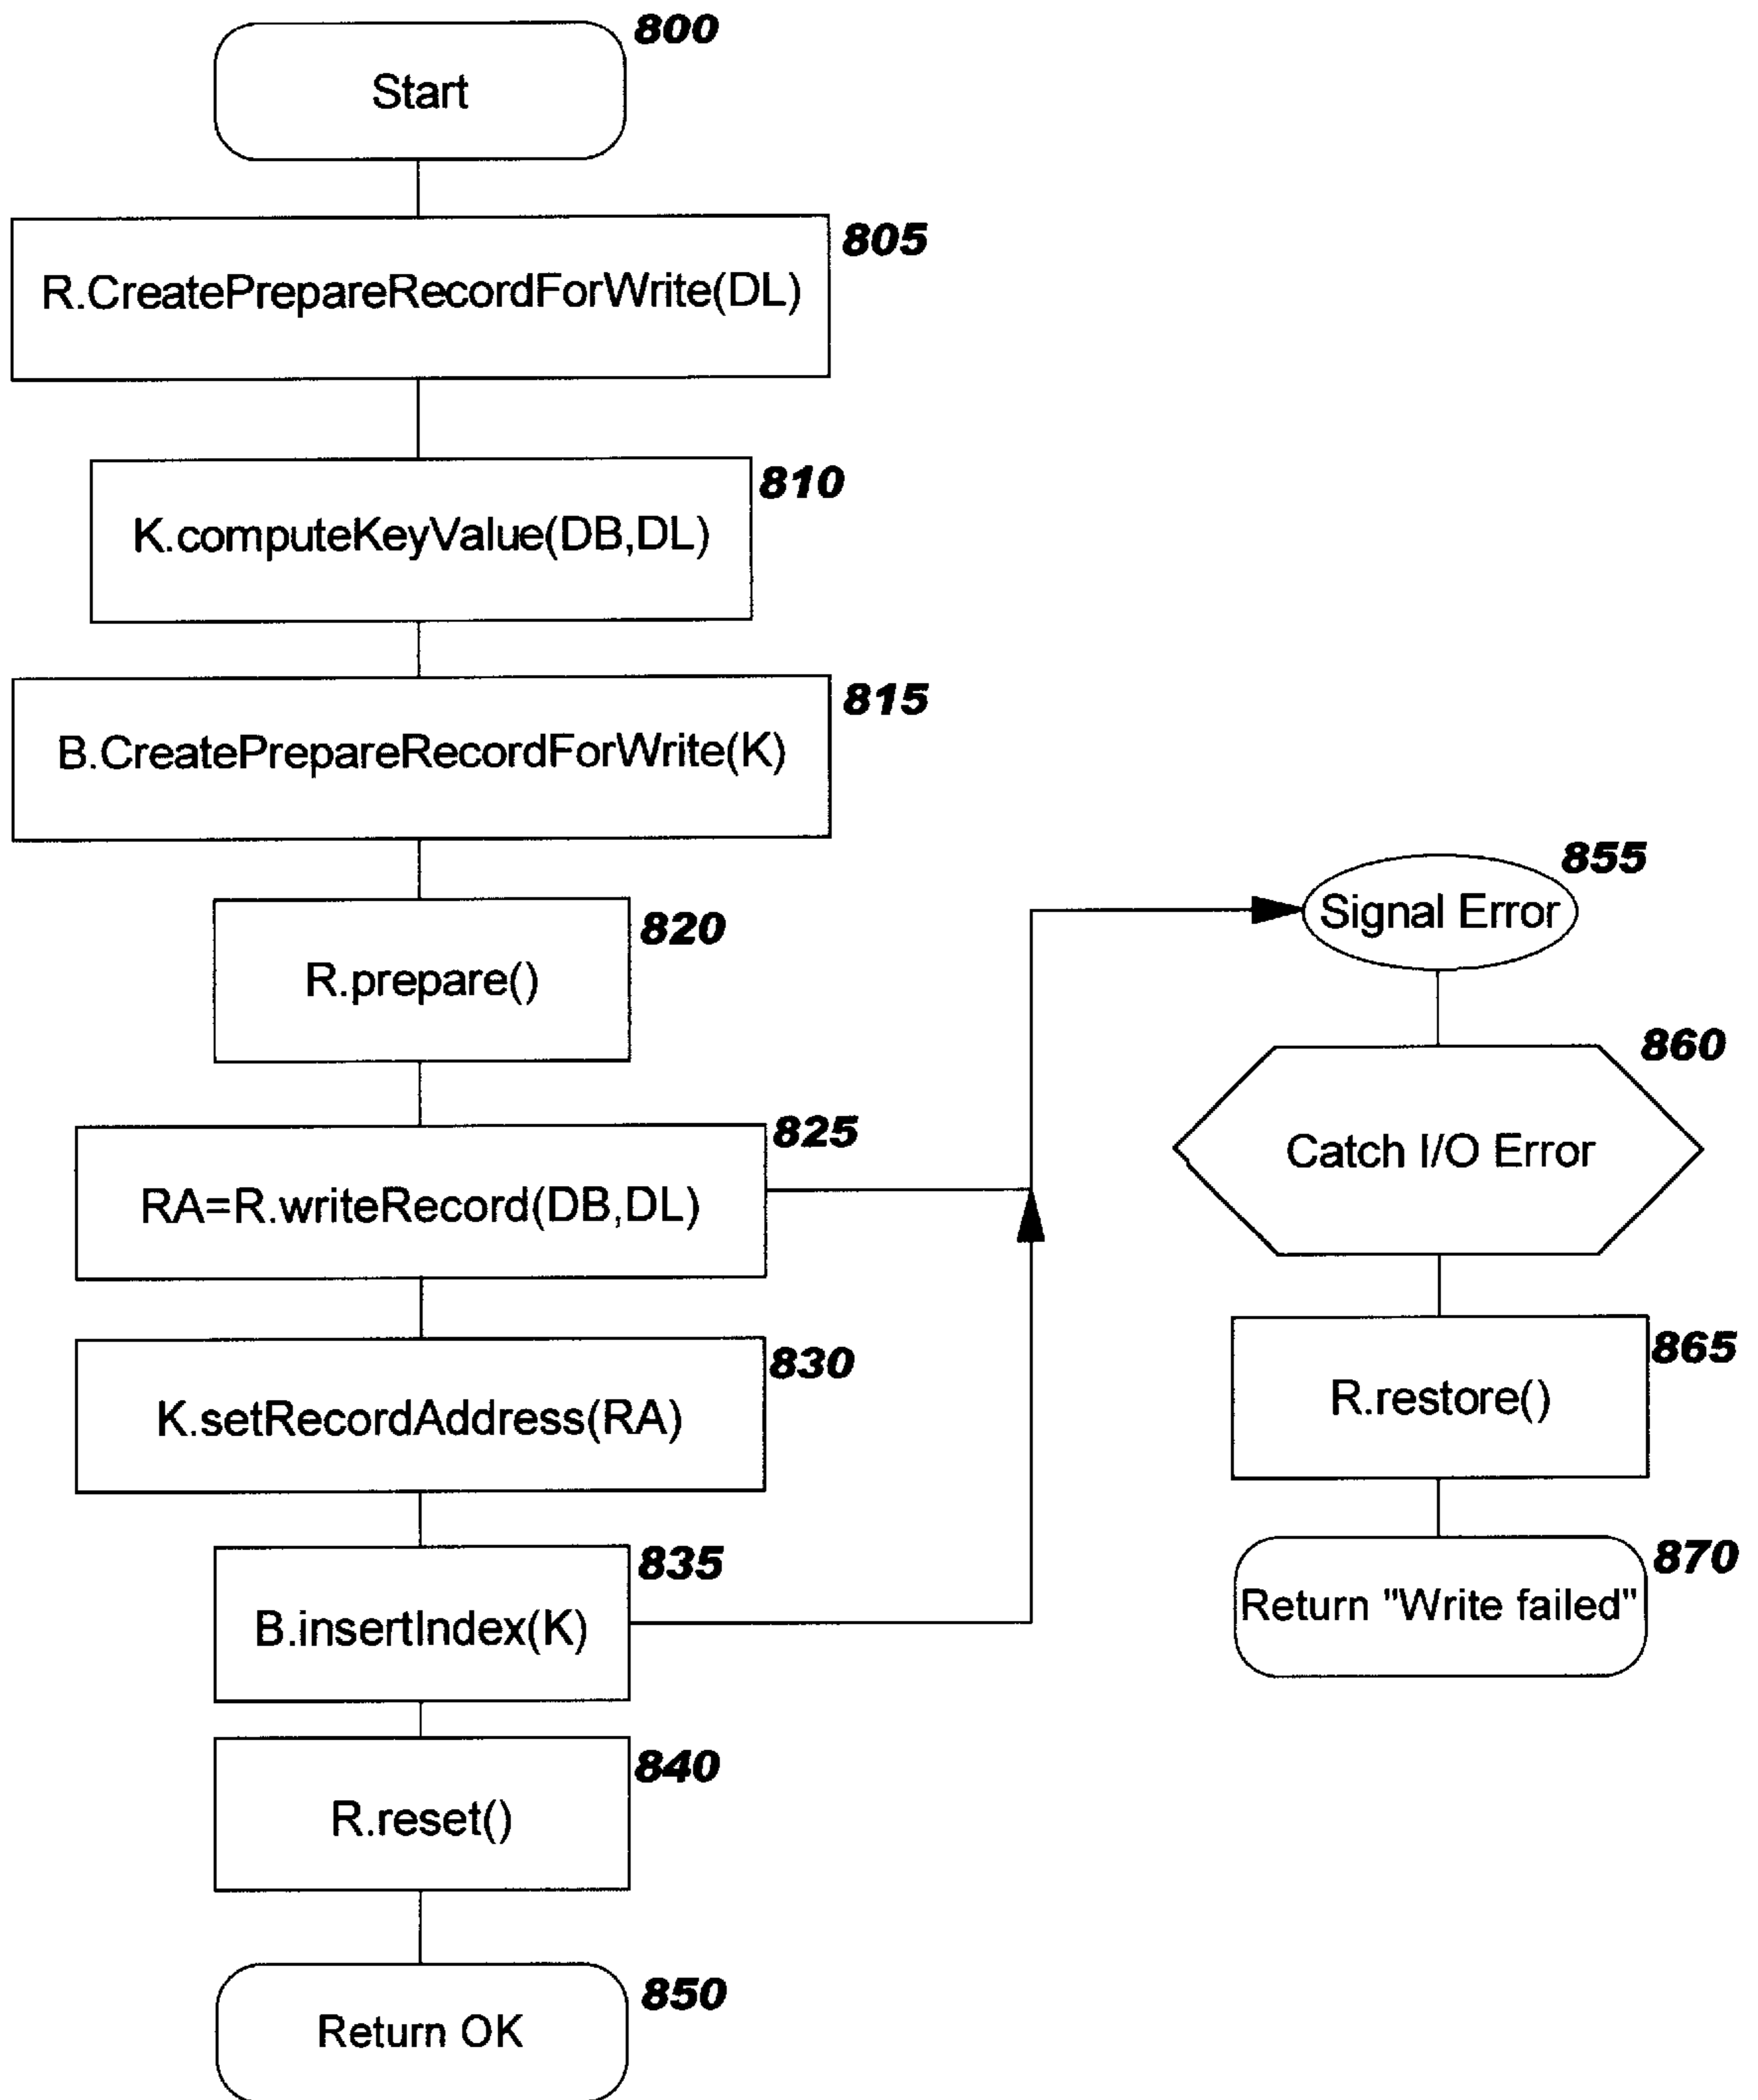 800
Start
805
R.CreatePrepareRecordForWrite(DL)
810
K.computeKeyValue(DB,DL)
815
B.CreatePrepareRecordForWrite(K)
820
R.prepare()
825
RA=R.writeRecord(DB,DL)
830
K.setRecordAddress(RA)
835
B.insertIndex(K)
840
R.reset()
850
Return OK
855
Signal Error
860
Catch I/O Error
865
R.restore()
870
Return "Write failed"